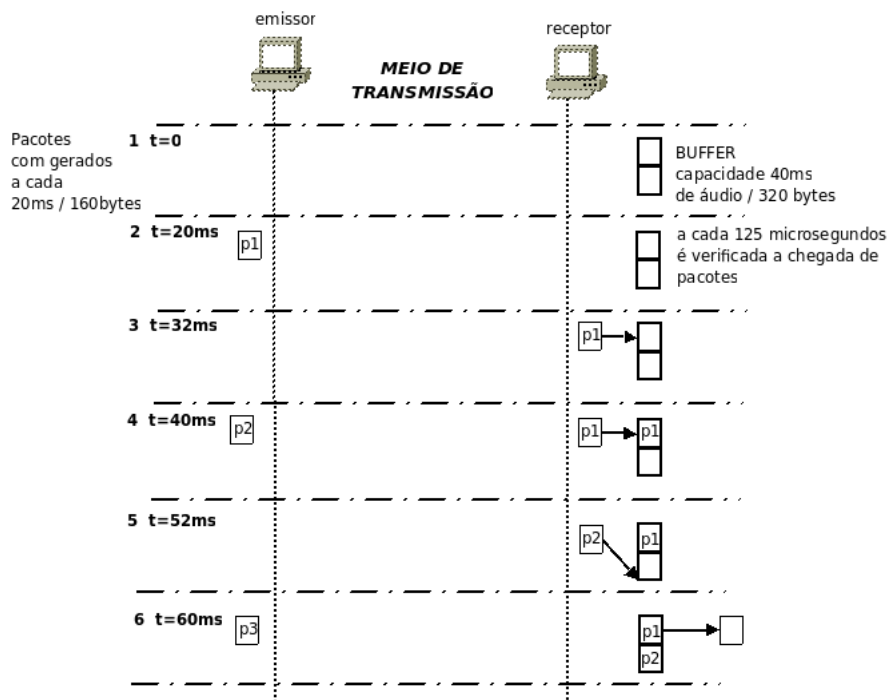 emissor
receptor
MEIO DE
TRANSMISSÃO
Pacotes
com gerados
a cada
20ms / 160bytes
1 t=0
BUFFER
capacidade 40ms
de áudio / 320 bytes
2 t=20ms
p1
a cada 125 microsegundos
é verificada a chegada de
pacotes
3 t=32ms
p1
4 t=40ms
p2
p1
p1
5 t=52ms
p2
p1
6 t=60ms
p3
p1
p2